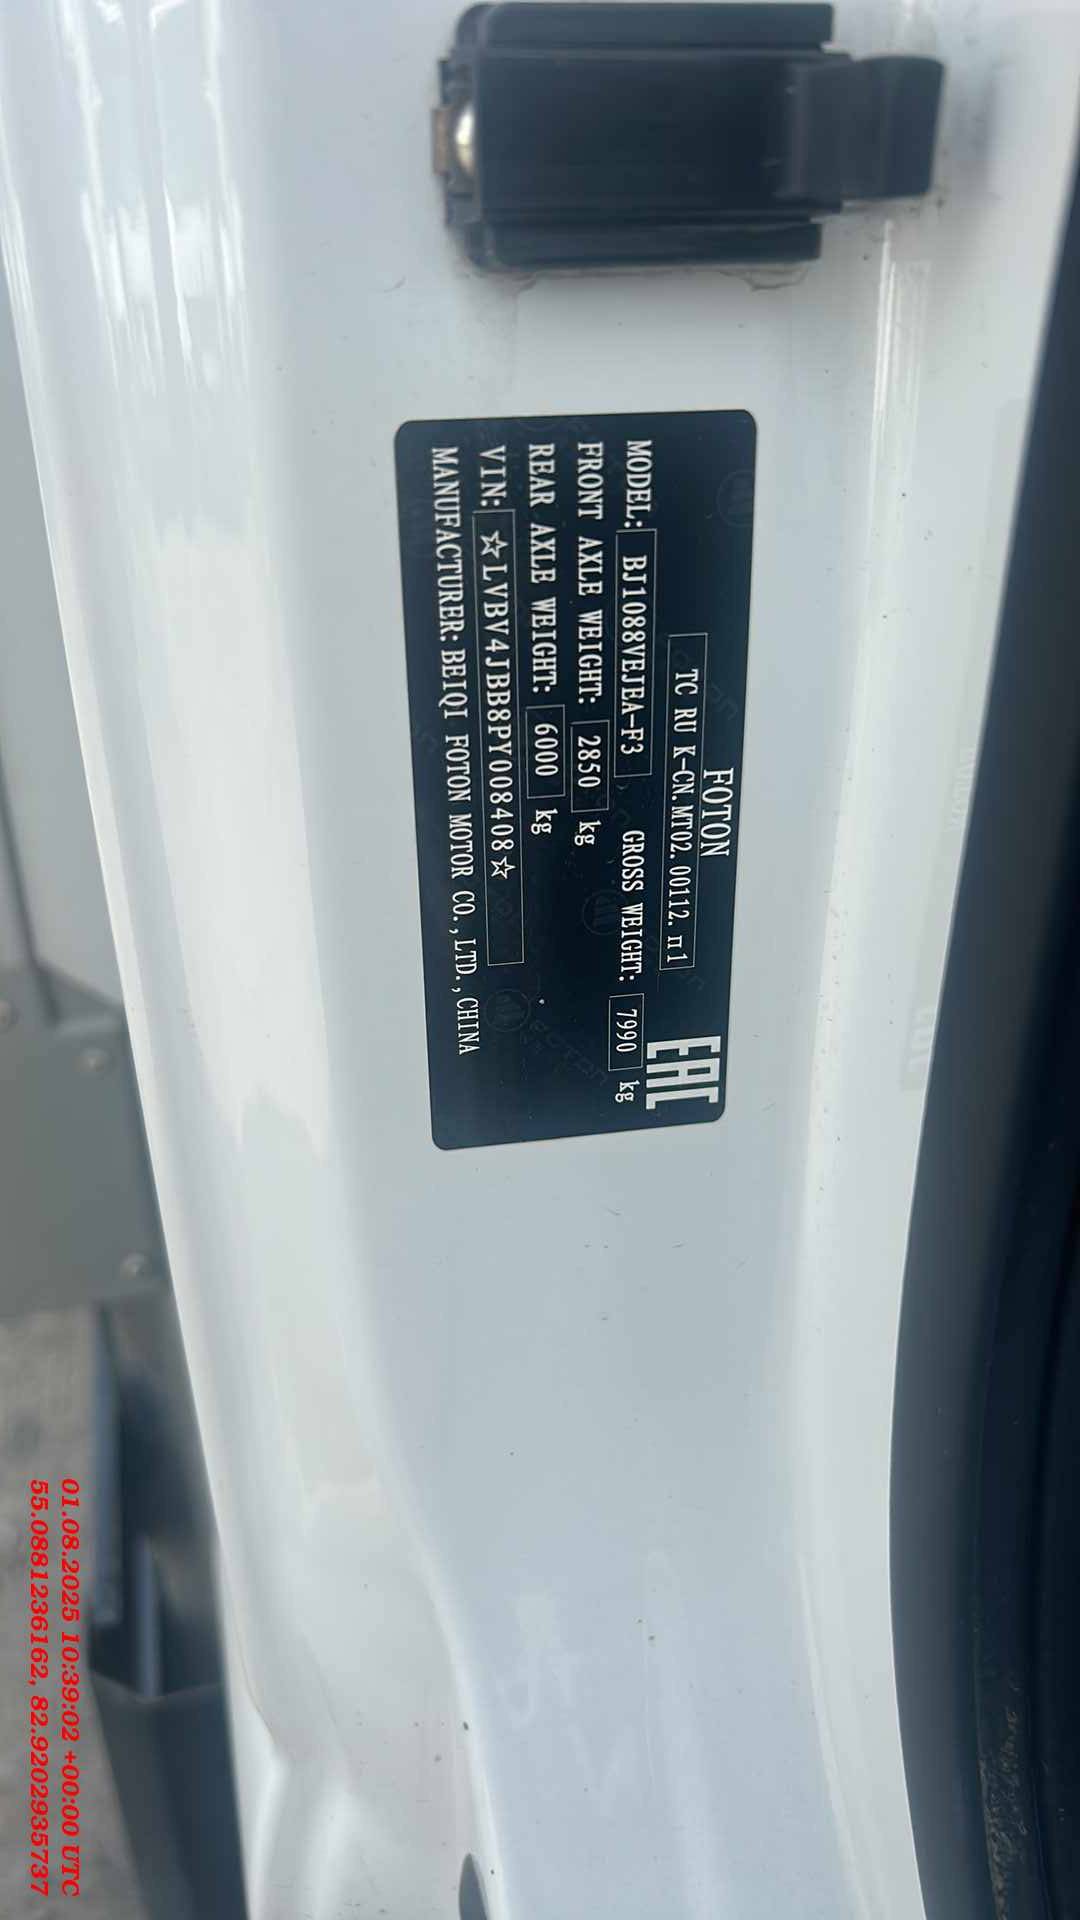 FOTON
TC RU K-CN.MT02.00112.п1
EAC
MODEL: BJ1088VEJEA-F3 GROSS WEIGHT: 7990 kg
FRONT AXLE WEIGHT: 2850 kg
REAR AXLE WEIGHT: 6000 kg
VIN: ☆LVBV4JBB8PY008408☆
MANUFACTURER: BEIQI FOTON MOTOR CO.,LTD.,CHINA
01.08.2025 10:39:02 +00:00 UTC
55.0881236162, 82.9202935737